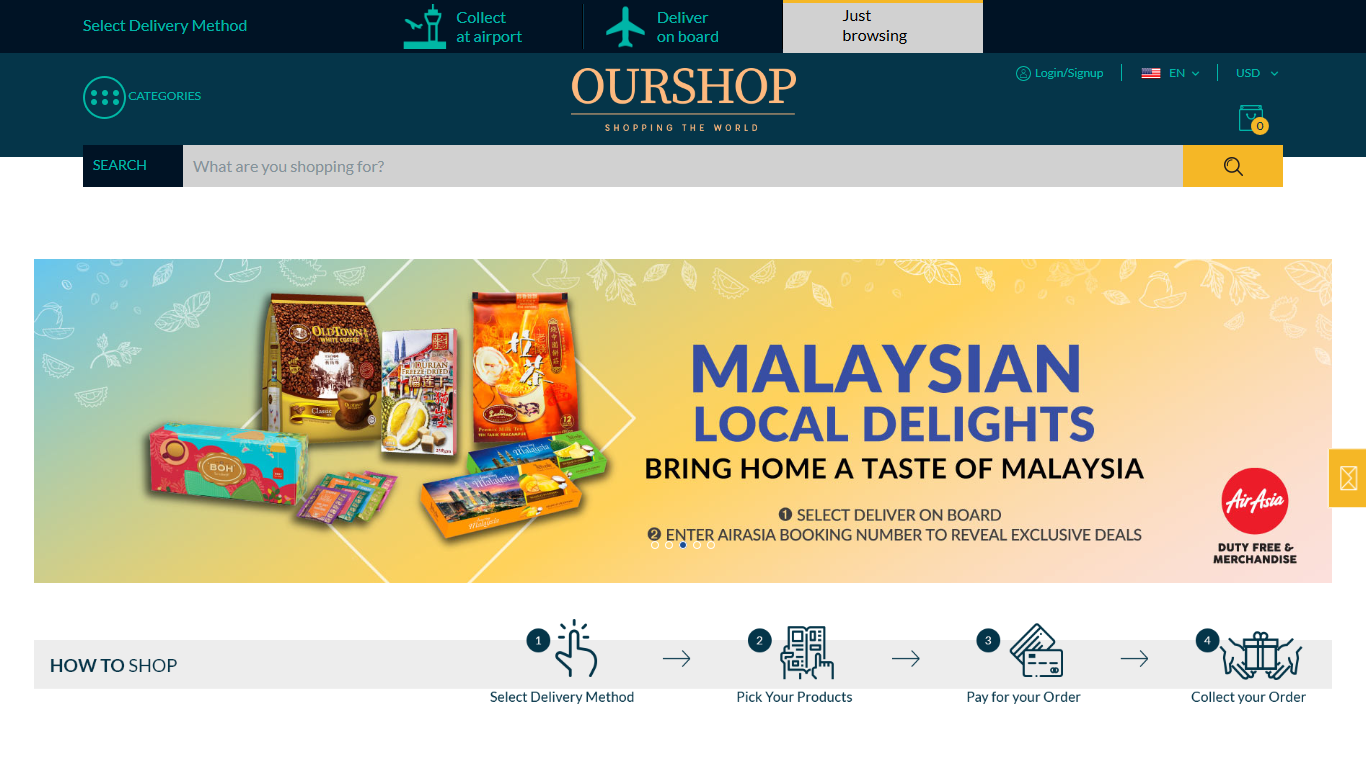 Select Delivery Method
Collect
at airport
Deliver
on board
Just
browsing
CATEGORIES
OURSHOP
SHOPPING THE WORLD
Login/Signup
EN
USD
0
SEARCH
What are you shopping for?
OLDTOWN
WHITE COFFEE
Classic
DURIAN
FREEZE-DRIED
拉
茶
BOH
Malaysia
Malaysia
MALAYSIAN
LOCAL DELIGHTS
BRING HOME A TASTE OF MALAYSIA
1 SELECT DELIVER ON BOARD
2 ENTER AIRASIA BOOKING NUMBER TO REVEAL EXCLUSIVE DEALS
AirAsia
DUTY FREE &
MERCHANDISE
HOW TO SHOP
1
Select Delivery Method
2
Pick Your Products
3
Pay for your Order
4
Collect your Order